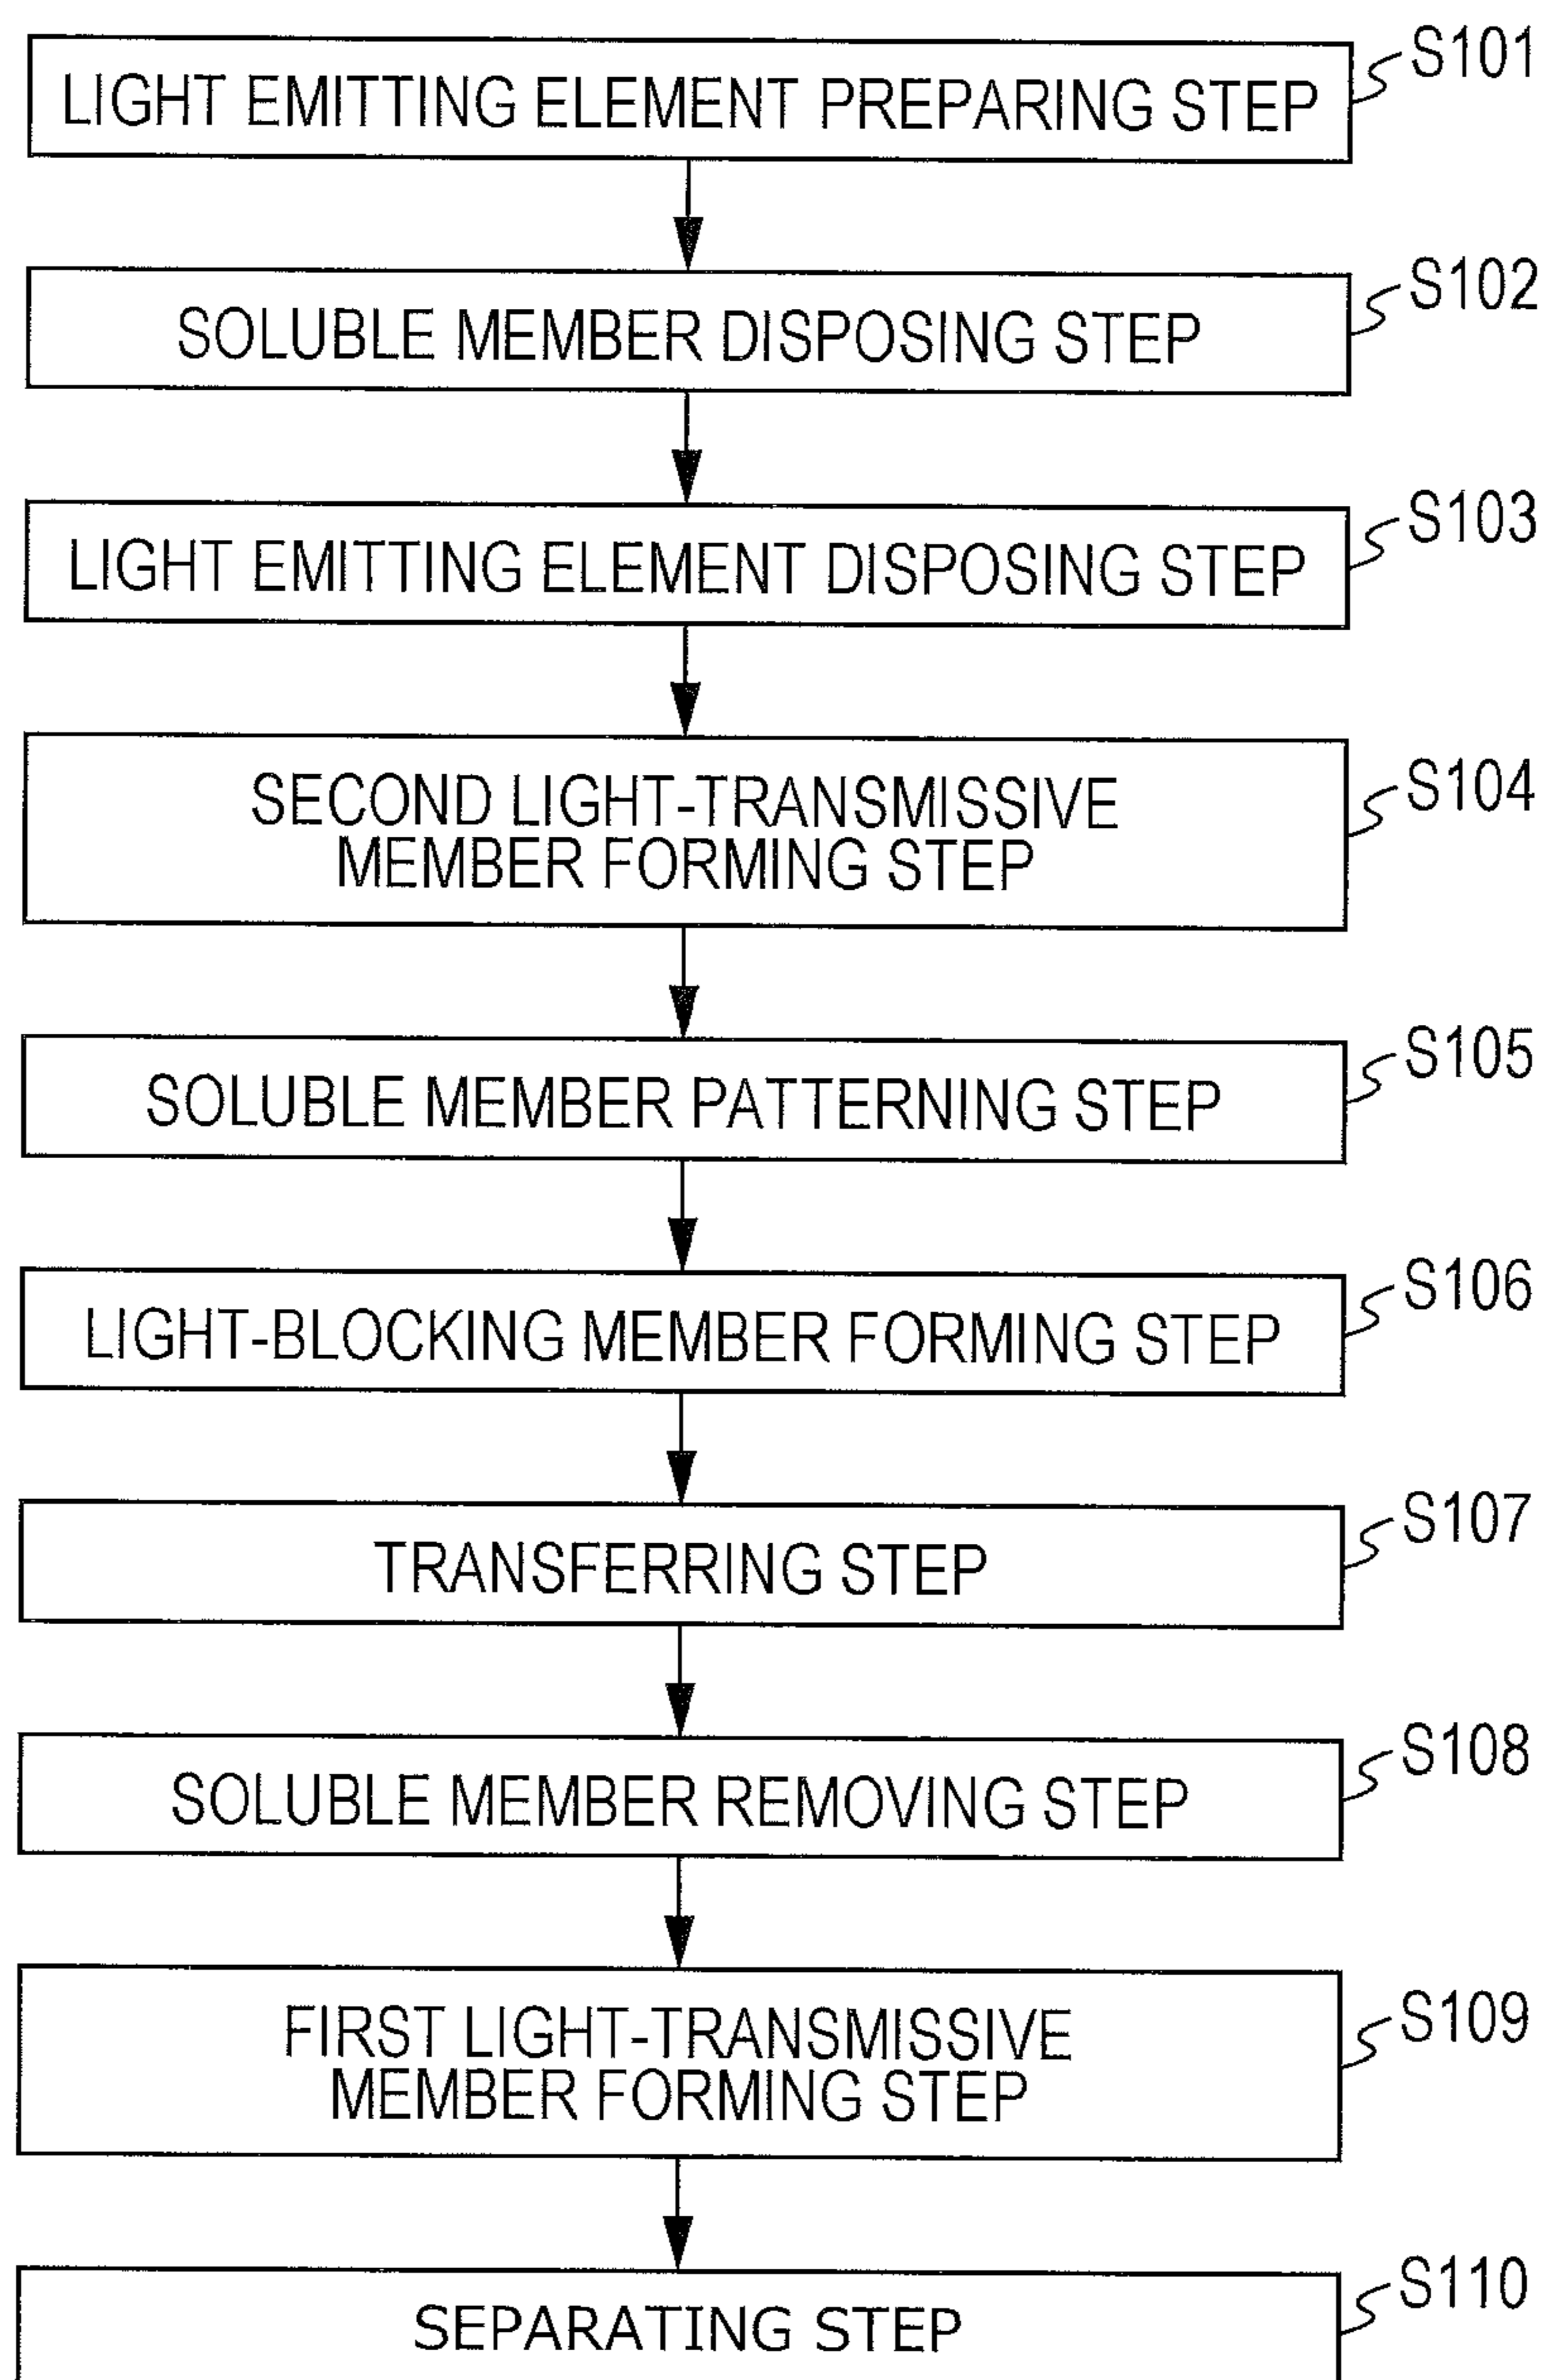 S101
LIGHT EMITTING ELEMENT PREPARING STEP
S102
SOLUBLE MEMBER DISPOSING STEP
S103
LIGHT EMITTING ELEMENT DISPOSING STEP
S104
SECOND LIGHT-TRANSMISSIVE
MEMBER FORMING STEP
S105
SOLUBLE MEMBER PATTERNING STEP
S106
LIGHT-BLOCKING MEMBER FORMING STEP
S107
TRANSFERRING STEP
S108
SOLUBLE MEMBER REMOVING STEP
S109
FIRST LIGHT-TRANSMISSIVE
MEMBER FORMING STEP
S110
SEPARATING STEP